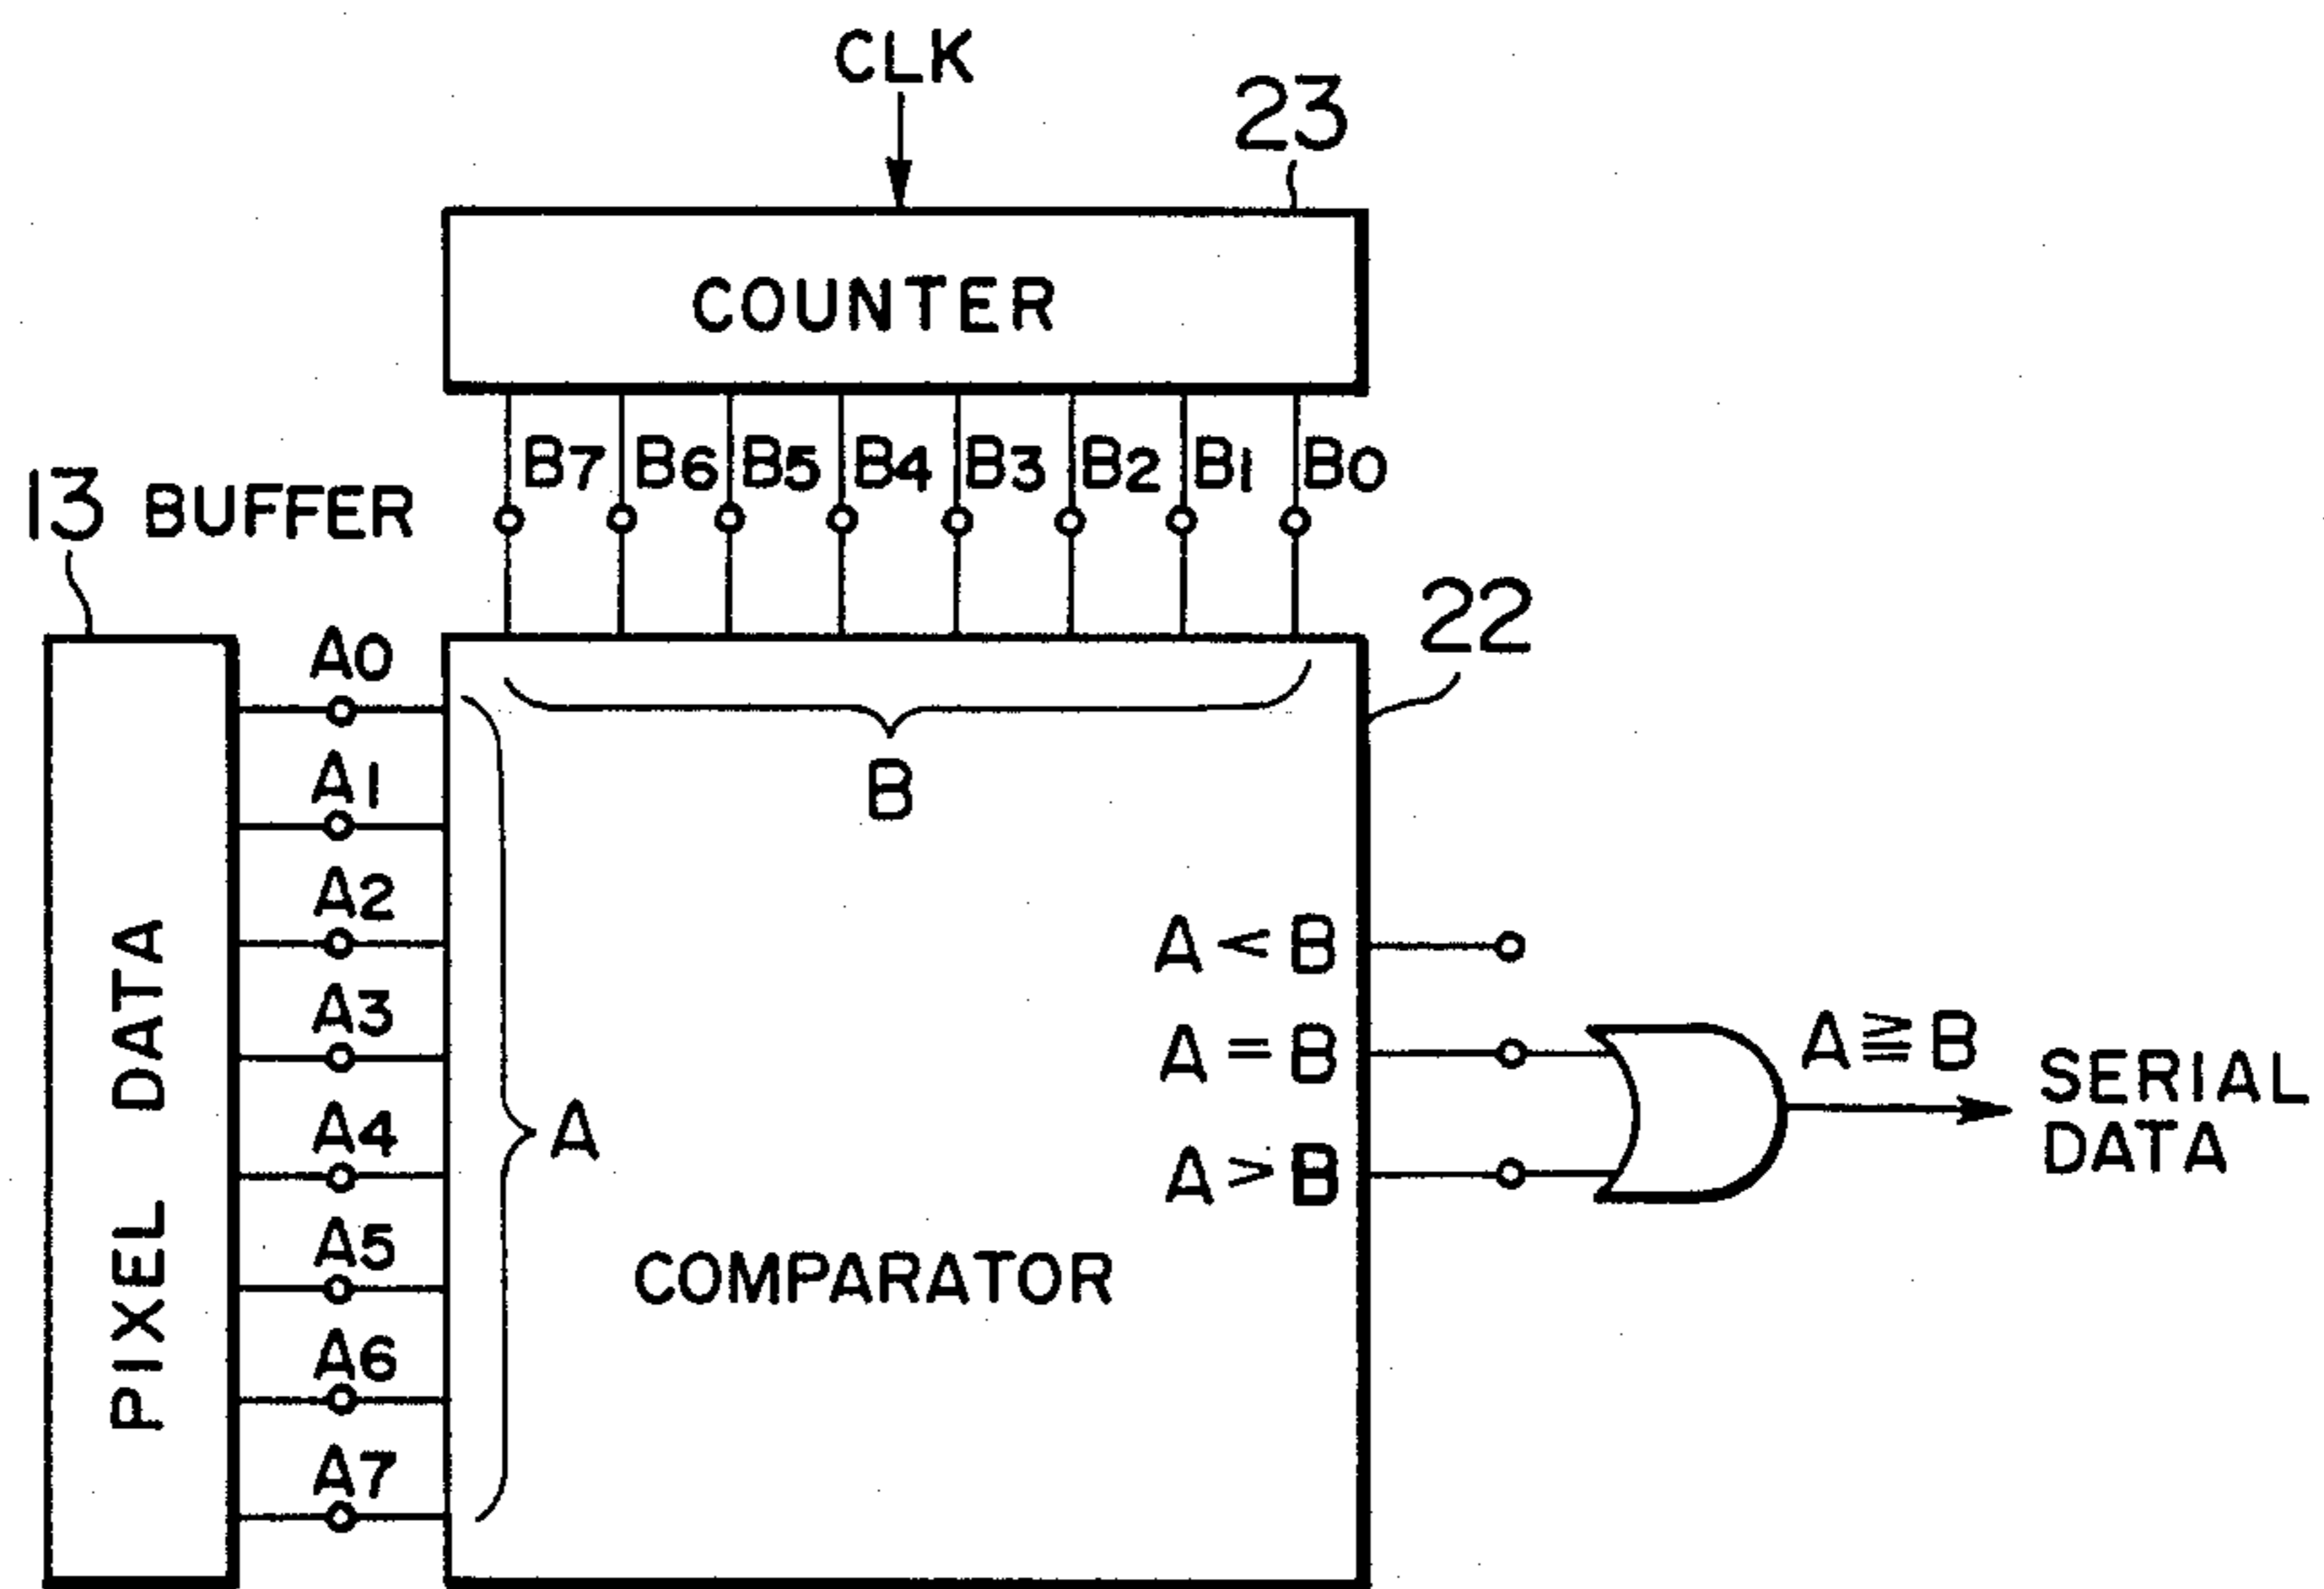 CLK
23
COUNTER
B7 B6 B5 B4 B3 B2 B1 B0
13 BUFFER
22
A0
A1
A2
A3
A4
A5
A6
A7
PIXEL DATA
B
A
A < B
A = B
A > B
COMPARATOR
A ≧ B
SERIAL
DATA